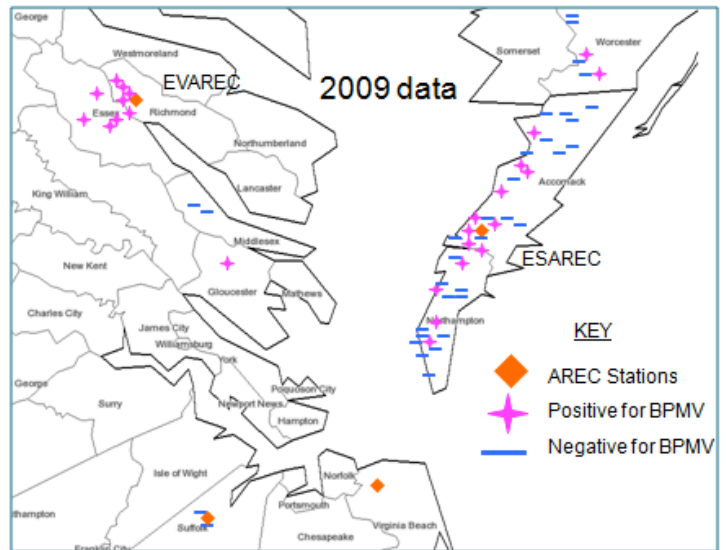 George
Westmoreland
EVAREC
Essex
Richmond
2009 data
Somerset
Worcester
Northumberland
Lancaster
King William
Accomack
Middlesex
New Kent
Gloucester
Mathews
ESAREC
Charles City
James City
Williamsburg
York
Northampton
KEY
AREC Stations
Positive for BPMV
Negative for BPMV
George
Surry
Poquoson City
Newport News
Hampton
Isle of Wight
Norfolk
thampton
Suffolk
Portsmouth
Virginia Beach
Chesapeake
Franklin City